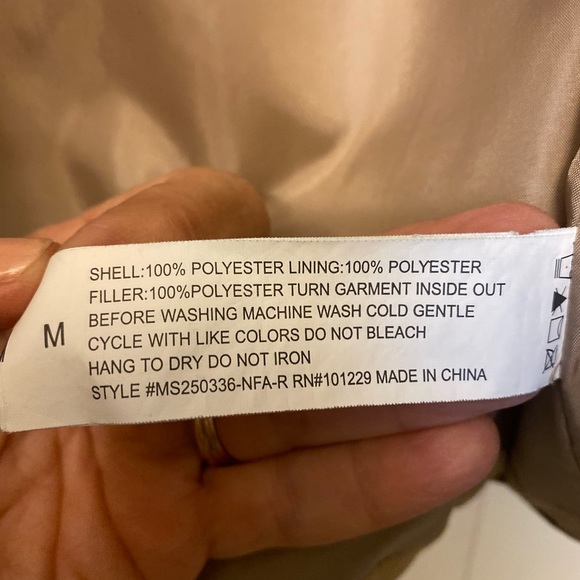 M
SHELL:100% POLYESTER LINING:100% POLYESTER
FILLER:100%POLYESTER TURN GARMENT INSIDE OUT
BEFORE WASHING MACHINE WASH COLD GENTLE
CYCLE WITH LIKE COLORS DO NOT BLEACH
HANG TO DRY DO NOT IRON
STYLE #MS250336-NFA-R RN#101229 MADE IN CHINA